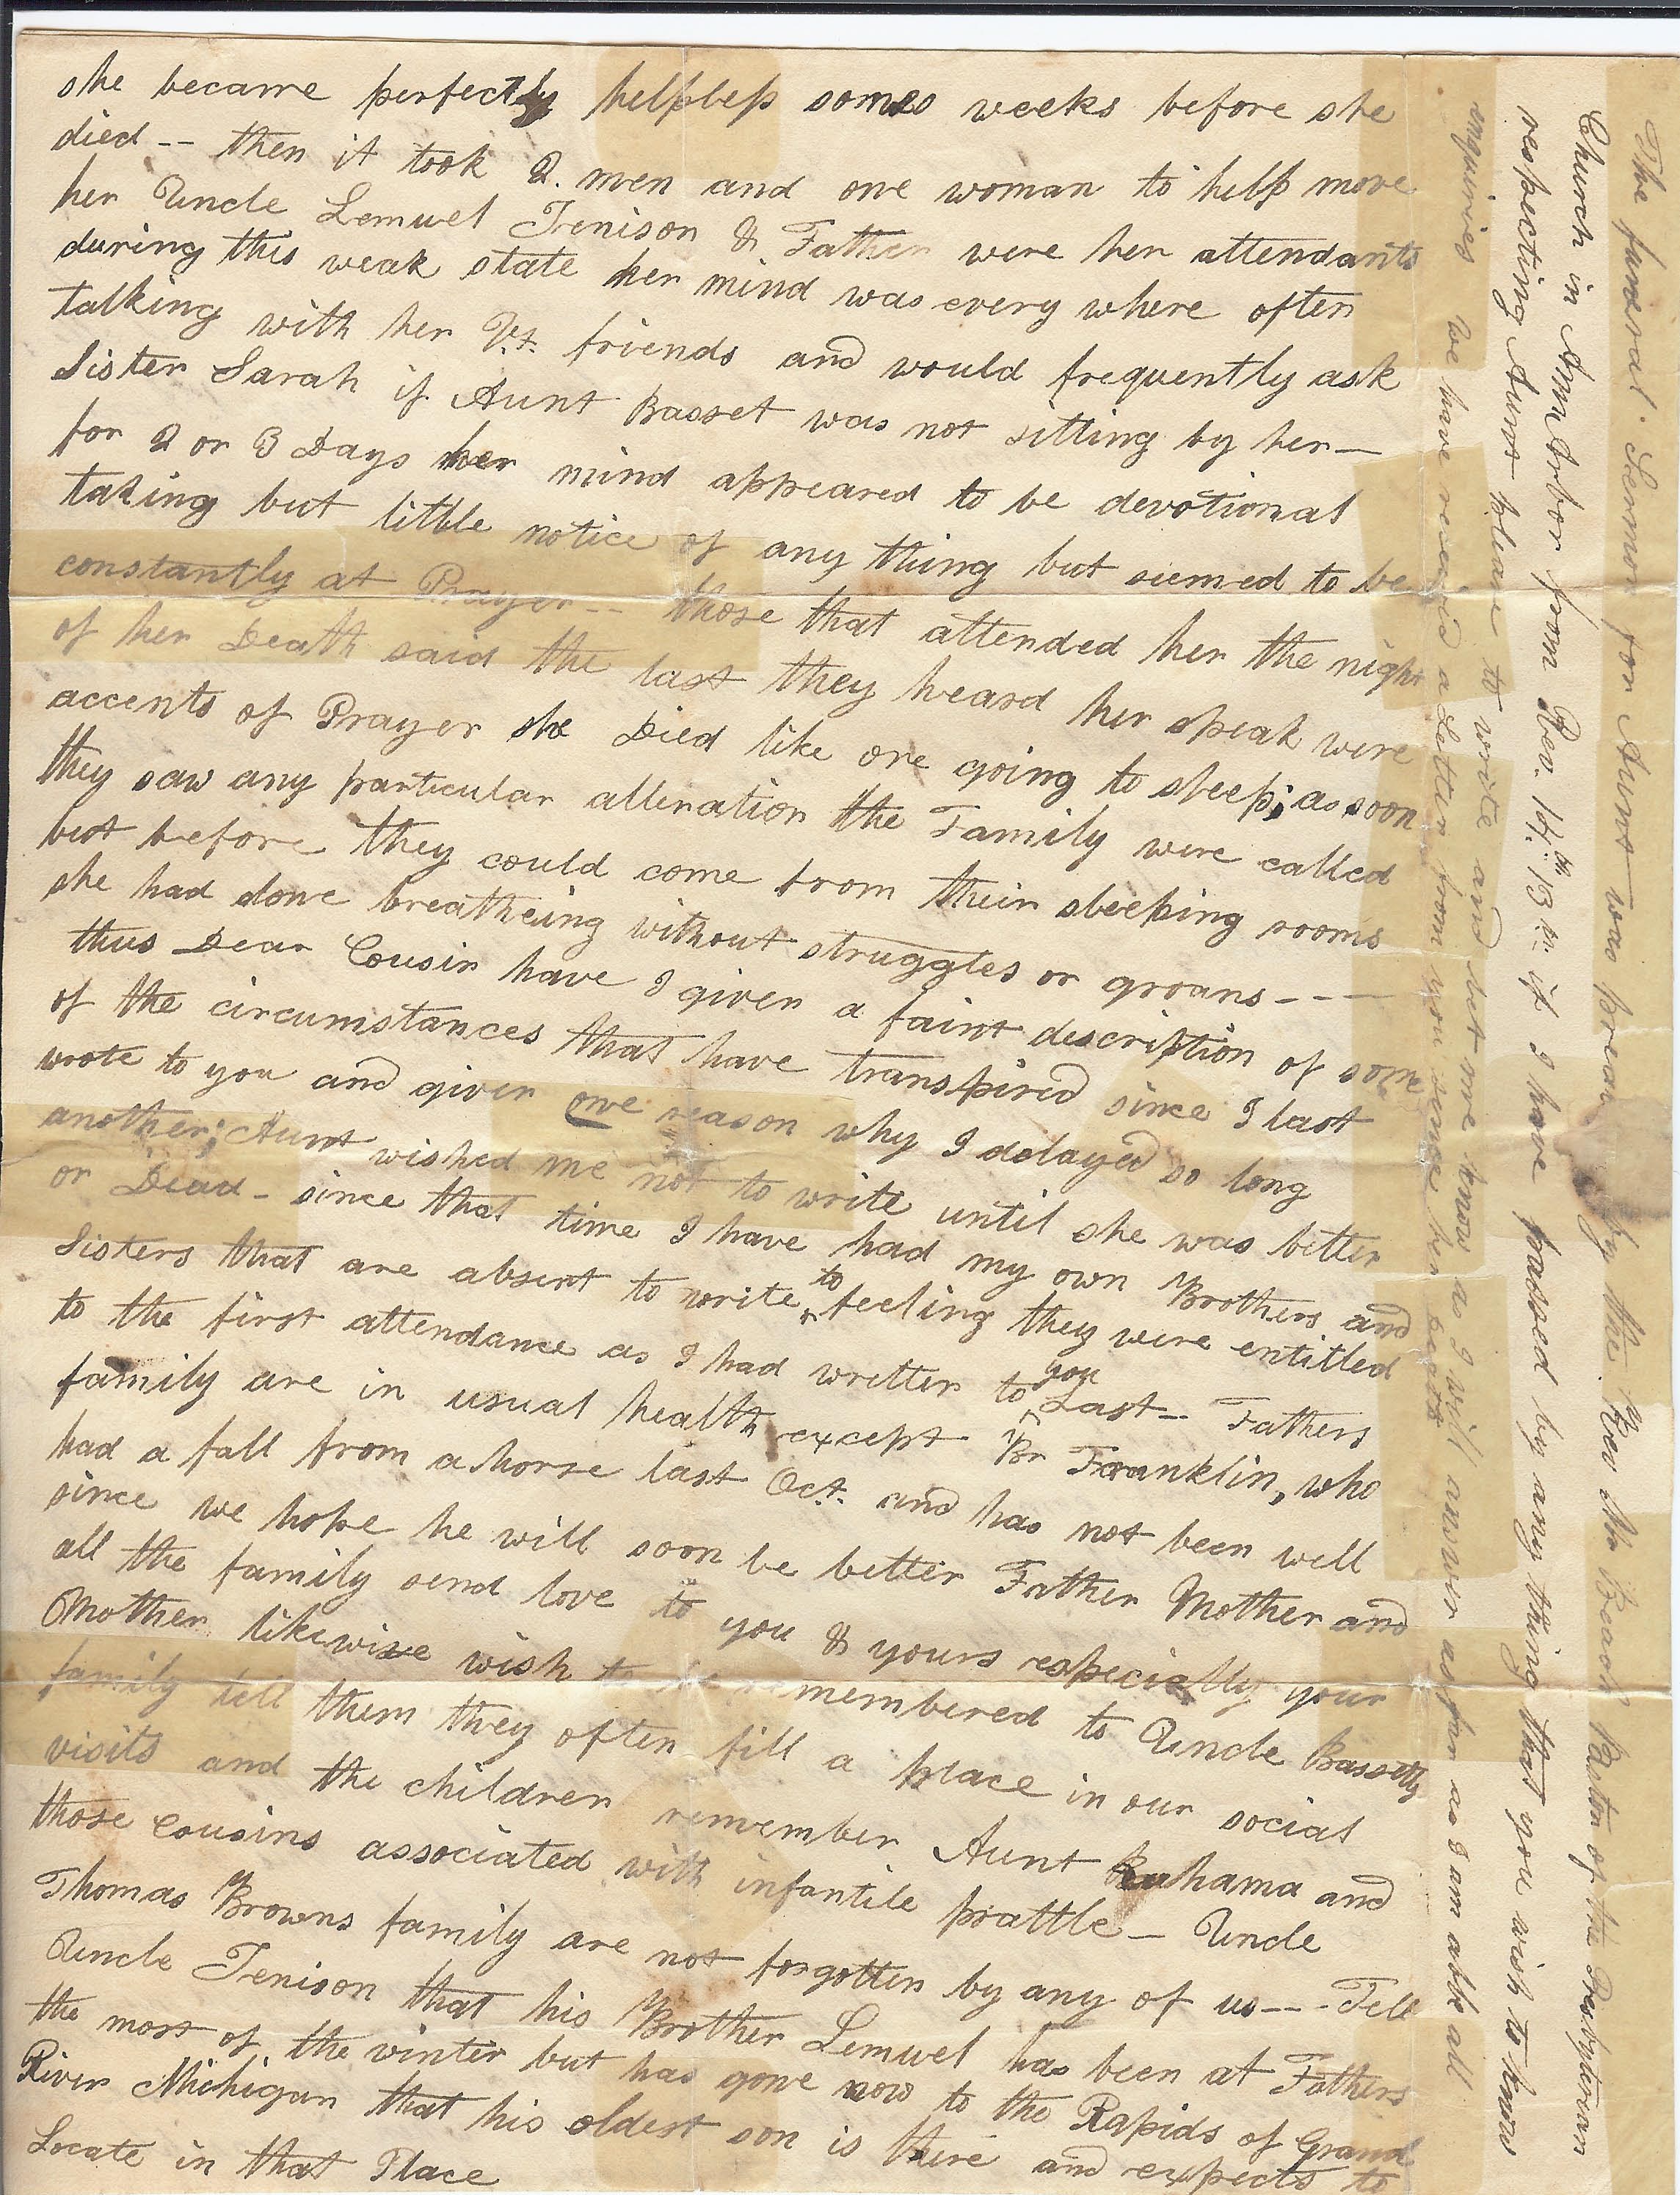 she became perfectly helpless some weeks before she
died -- then it took 2. men and one woman to help move
her Uncle Lemuel Tenison & Father were her attendants
during this weak state her mind was every where often
talking with her Vt. friends and would frequently ask
Sister Sarah if Aunt Basset was not sitting by her—
for 2 or 3 Days her mind appeared to be devotional
taking but little notice of any thing but seemed to be
constantly at Prayer -- those that attended her the night
of her Death said the last they heard her speak were
accents of Prayer she Died like one going to sleep; as soon
they saw any particular alteration the Family were called
but before they could come from their sleeping rooms
she had done breatheing without struggles or groans ---
thus Dear Cousin have I given a faint description of some
of the circumstances that have transpired since I last
wrote to you and given one reason why I delayed so long
another; Aunt wished me not to write until she was better
or Dead - since that time I have had my own Brothers and
Sisters that are absent to write to feeling they were entitled
to the first attendance as I had written to you Last -- Fathers
family are in usual health except Br Franklin, who
had a fall from a horse last Oct. and has not been well
since we hope he will soon be better Father Mother and
all the family send love to you & yours especially your
Mother likewise wish to be remembered to Uncle Bassetts
family tell them they often fill a place in our social
visits and the children remember Aunt Ruhama and
those cousins associated with infantile prattle — Uncle
Thomas Browns family are not forgotten by any of us --- Tell
Uncle Tenison that his Brother Lemuel has been at Fathers
the most of the winter but has gone now to the Rapids of Grand
River Michigan that his oldest son is there and expects to
Locate in that Place
The funeral Sermon for Aunt was preach by the Rev Mr Beach Pastor of the Presbyterian
Church in Ann Arbor from Rev. 14.th 13th. if I have passed by any thing that you wish to know
respecting Aunt please to write and let me know as I will answer as far as I am able all
enquiries We have received a Letter from you sence her death